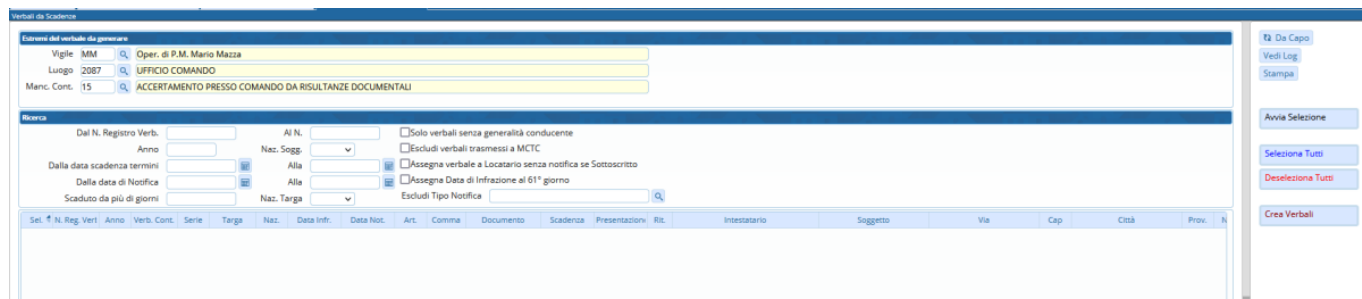 Verbali da Scadenze
Estremi del verbale da generare
Vigile MM Oper. di P.M. Mario Mazza
Luogo 2087 UFFICIO COMANDO
Manc. Cont. 15 ACCERTAMENTO PRESSO COMANDO DA RISULTANZE DOCUMENTALI
Ricerca
Dal N. Registro Verb. Al N. Solo verbali senza generalità conducente
Anno Naz. Sogg. Escludi verbali trasmessi a MCTC
Dalla data scadenza termini Alla Assegna verbale a Locatario senza notifica se Sottoscritto
Dalla data di Notifica Alla Assegna Data di Infrazione al 61° giorno
Scaduto da più di giorni Naz. Targa Escludi Tipo Notifica
Sel. N. Reg. Verl Anno Verb. Cont. Serie Targa Naz. Data Infr. Data Not. Art. Comma Documento Scadenza Presentazione Rit. Intestatario Soggetto Via Cap Città Prov. N
Da Capo
Vedi Log
Stampa
Avvia Selezione
Seleziona Tutti
Deseleziona Tutti
Crea Verbali